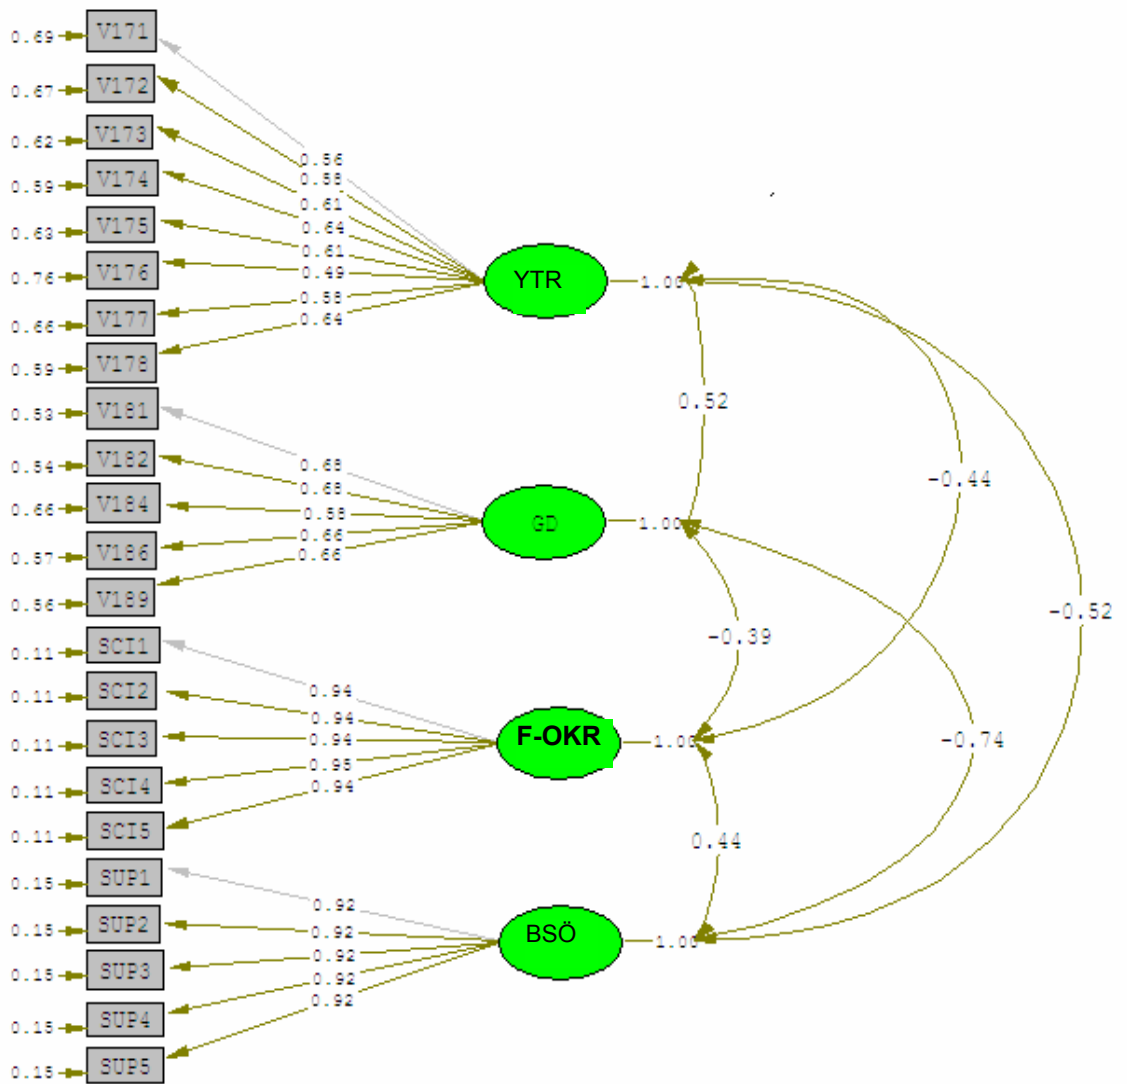 0.69 V171
0.67 V172
0.62 V173
0.59 V174
0.63 V175
0.76 V176
0.66 V177
0.59 V178
0.53 V181
0.54 V182
0.66 V184
0.57 V186
0.56 V189
0.11 SCI1
0.11 SCI2
0.11 SCI3
0.11 SCI4
0.11 SCI5
0.15 SUP1
0.15 SUP2
0.15 SUP3
0.15 SUP4
0.15 SUP5
0.56
0.58
0.61
0.64
0.61
0.49
0.58
0.64
0.68
0.68
0.58
0.66
0.66
0.94
0.94
0.94
0.95
0.94
0.92
0.92
0.92
0.92
0.92
YTR 1.00
GD 1.00
F-OKR 1.00
BSÖ 1.00
0.52
-0.44
-0.52
-0.39
-0.74
0.44